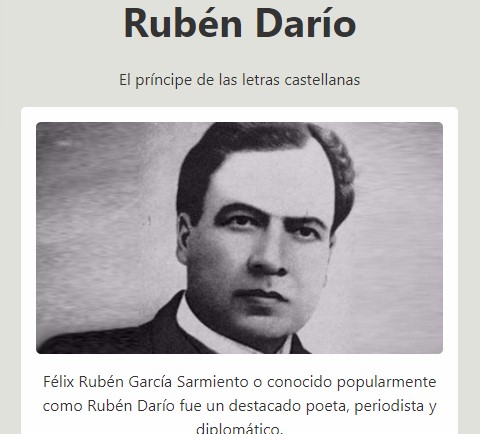 Rubén Darío
El príncipe de las letras castellanas
Félix Rubén García Sarmiento o conocido popularmente
como Rubén Darío fue un destacado poeta, periodista y
diplomático.